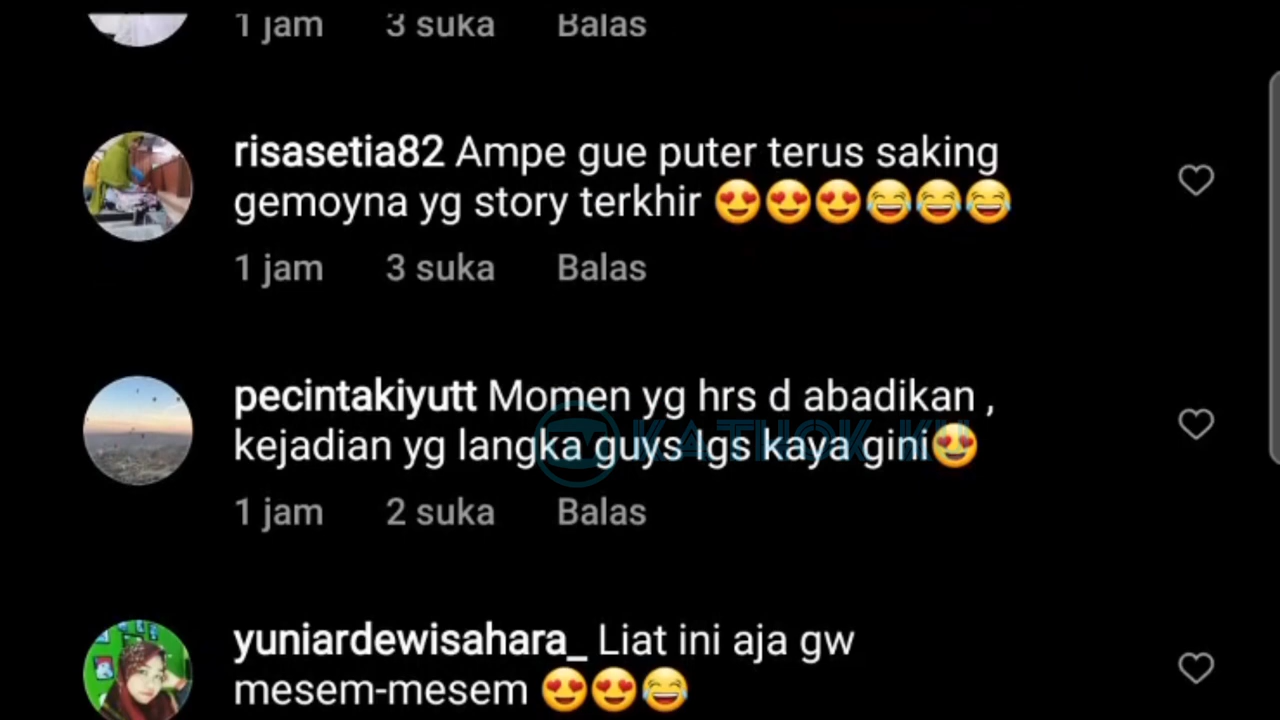 1 jam 3 suka Balas
risasetia82 Ampe gue puter terus saking
gemoyna yg story terkhir 😍😍😍😂😂😂
1 jam 3 suka Balas
pecintakiyutt Momen yg hrs d abadikan ,
kejadian yg langka guys lgs kaya gini😍
KATHOK KU
1 jam 2 suka Balas
yuniardewisahara_ Liat ini aja gw
mesem-mesem 😍😍😂